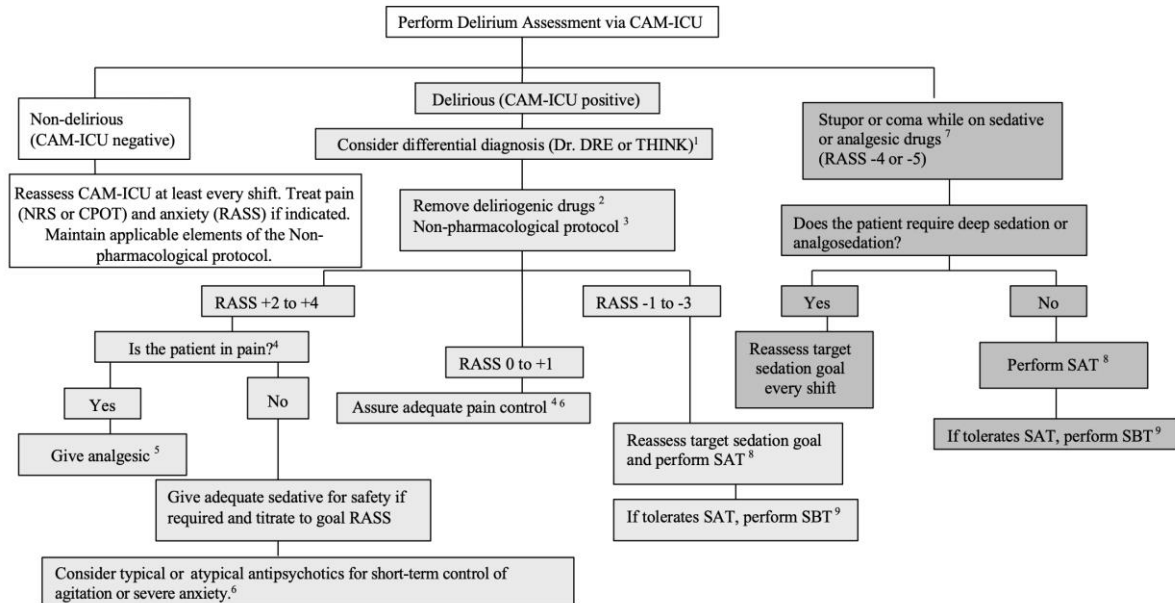 Perform Delirium Assessment via CAM-ICU
Non-delirious
(CAM-ICU negative)
Reassess CAM-ICU at least every shift. Treat pain
(NRS or CPOT) and anxiety (RASS) if indicated.
Maintain applicable elements of the Non-
pharmacological protocol.
Delirious (CAM-ICU positive)
Consider differential diagnosis (Dr. DRE or THINK)¹
Remove deliriogenic drugs ²
Non-pharmacological protocol ³
RASS +2 to +4
Is the patient in pain?⁴
Yes
Give analgesic ⁵
No
Give adequate sedative for safety if
required and titrate to goal RASS
Consider typical or atypical antipsychotics for short-term control of
agitation or severe anxiety.⁶
RASS 0 to +1
Assure adequate pain control ⁴ ⁶
RASS -1 to -3
Reassess target sedation goal
and perform SAT ⁸
If tolerates SAT, perform SBT ⁹
Stupor or coma while on sedative
or analgesic drugs ⁷
(RASS -4 or -5)
Does the patient require deep sedation or
analgosedation?
Yes
Reassess target
sedation goal
every shift
No
Perform SAT ⁸
If tolerates SAT, perform SBT ⁹